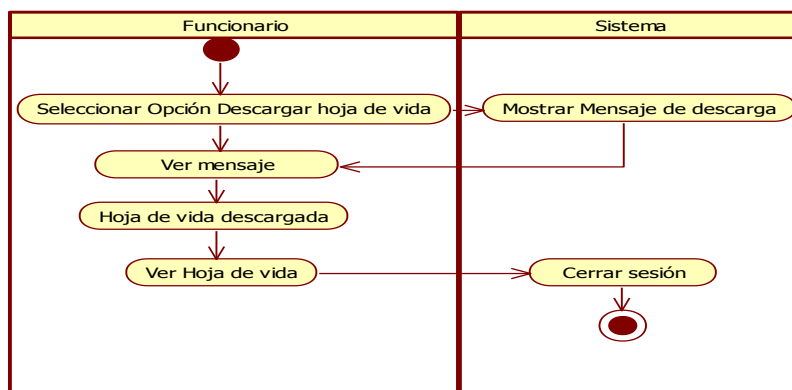 Funcionario
Sistema
Seleccionar Opción Descargar hoja de vida
Mostrar Mensaje de descarga
Ver mensaje
Hoja de vida descargada
Ver Hoja de vida
Cerrar sesión